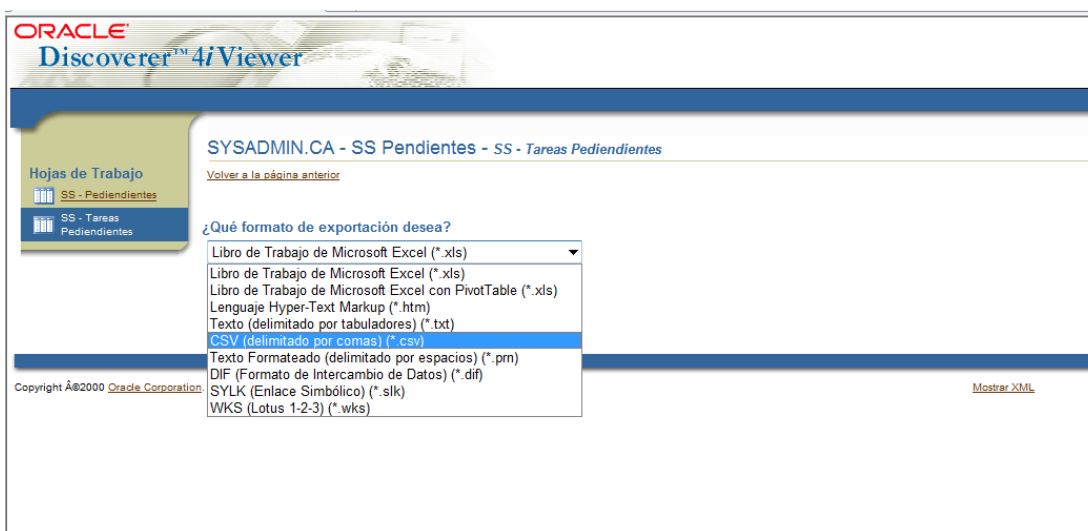 ORACLE®
Discoverer™ 4i Viewer
SYSADMIN.CA - SS Pendientes - SS - Tareas Pediendientes
Hojas de Trabajo
Volver a la página anterior
SS - Pediendientes
SS - Tareas
Pediendientes
¿Qué formato de exportación desea?
Libro de Trabajo de Microsoft Excel (*.xls)
Libro de Trabajo de Microsoft Excel (*.xls)
Libro de Trabajo de Microsoft Excel con PivotTable (*.xls)
Lenguaje Hyper-Text Markup (*.htm)
Texto (delimitado por tabuladores) (*.txt)
CSV (delimitado por comas) (*.csv)
Texto Formateado (delimitado por espacios) (*.prn)
DIF (Formato de Intercambio de Datos) (*.dif)
SYLK (Enlace Simbólico) (*.slk)
WKS (Lotus 1-2-3) (*.wks)
Copyright Â©2000 Oracle Corporation.
Mostrar XML